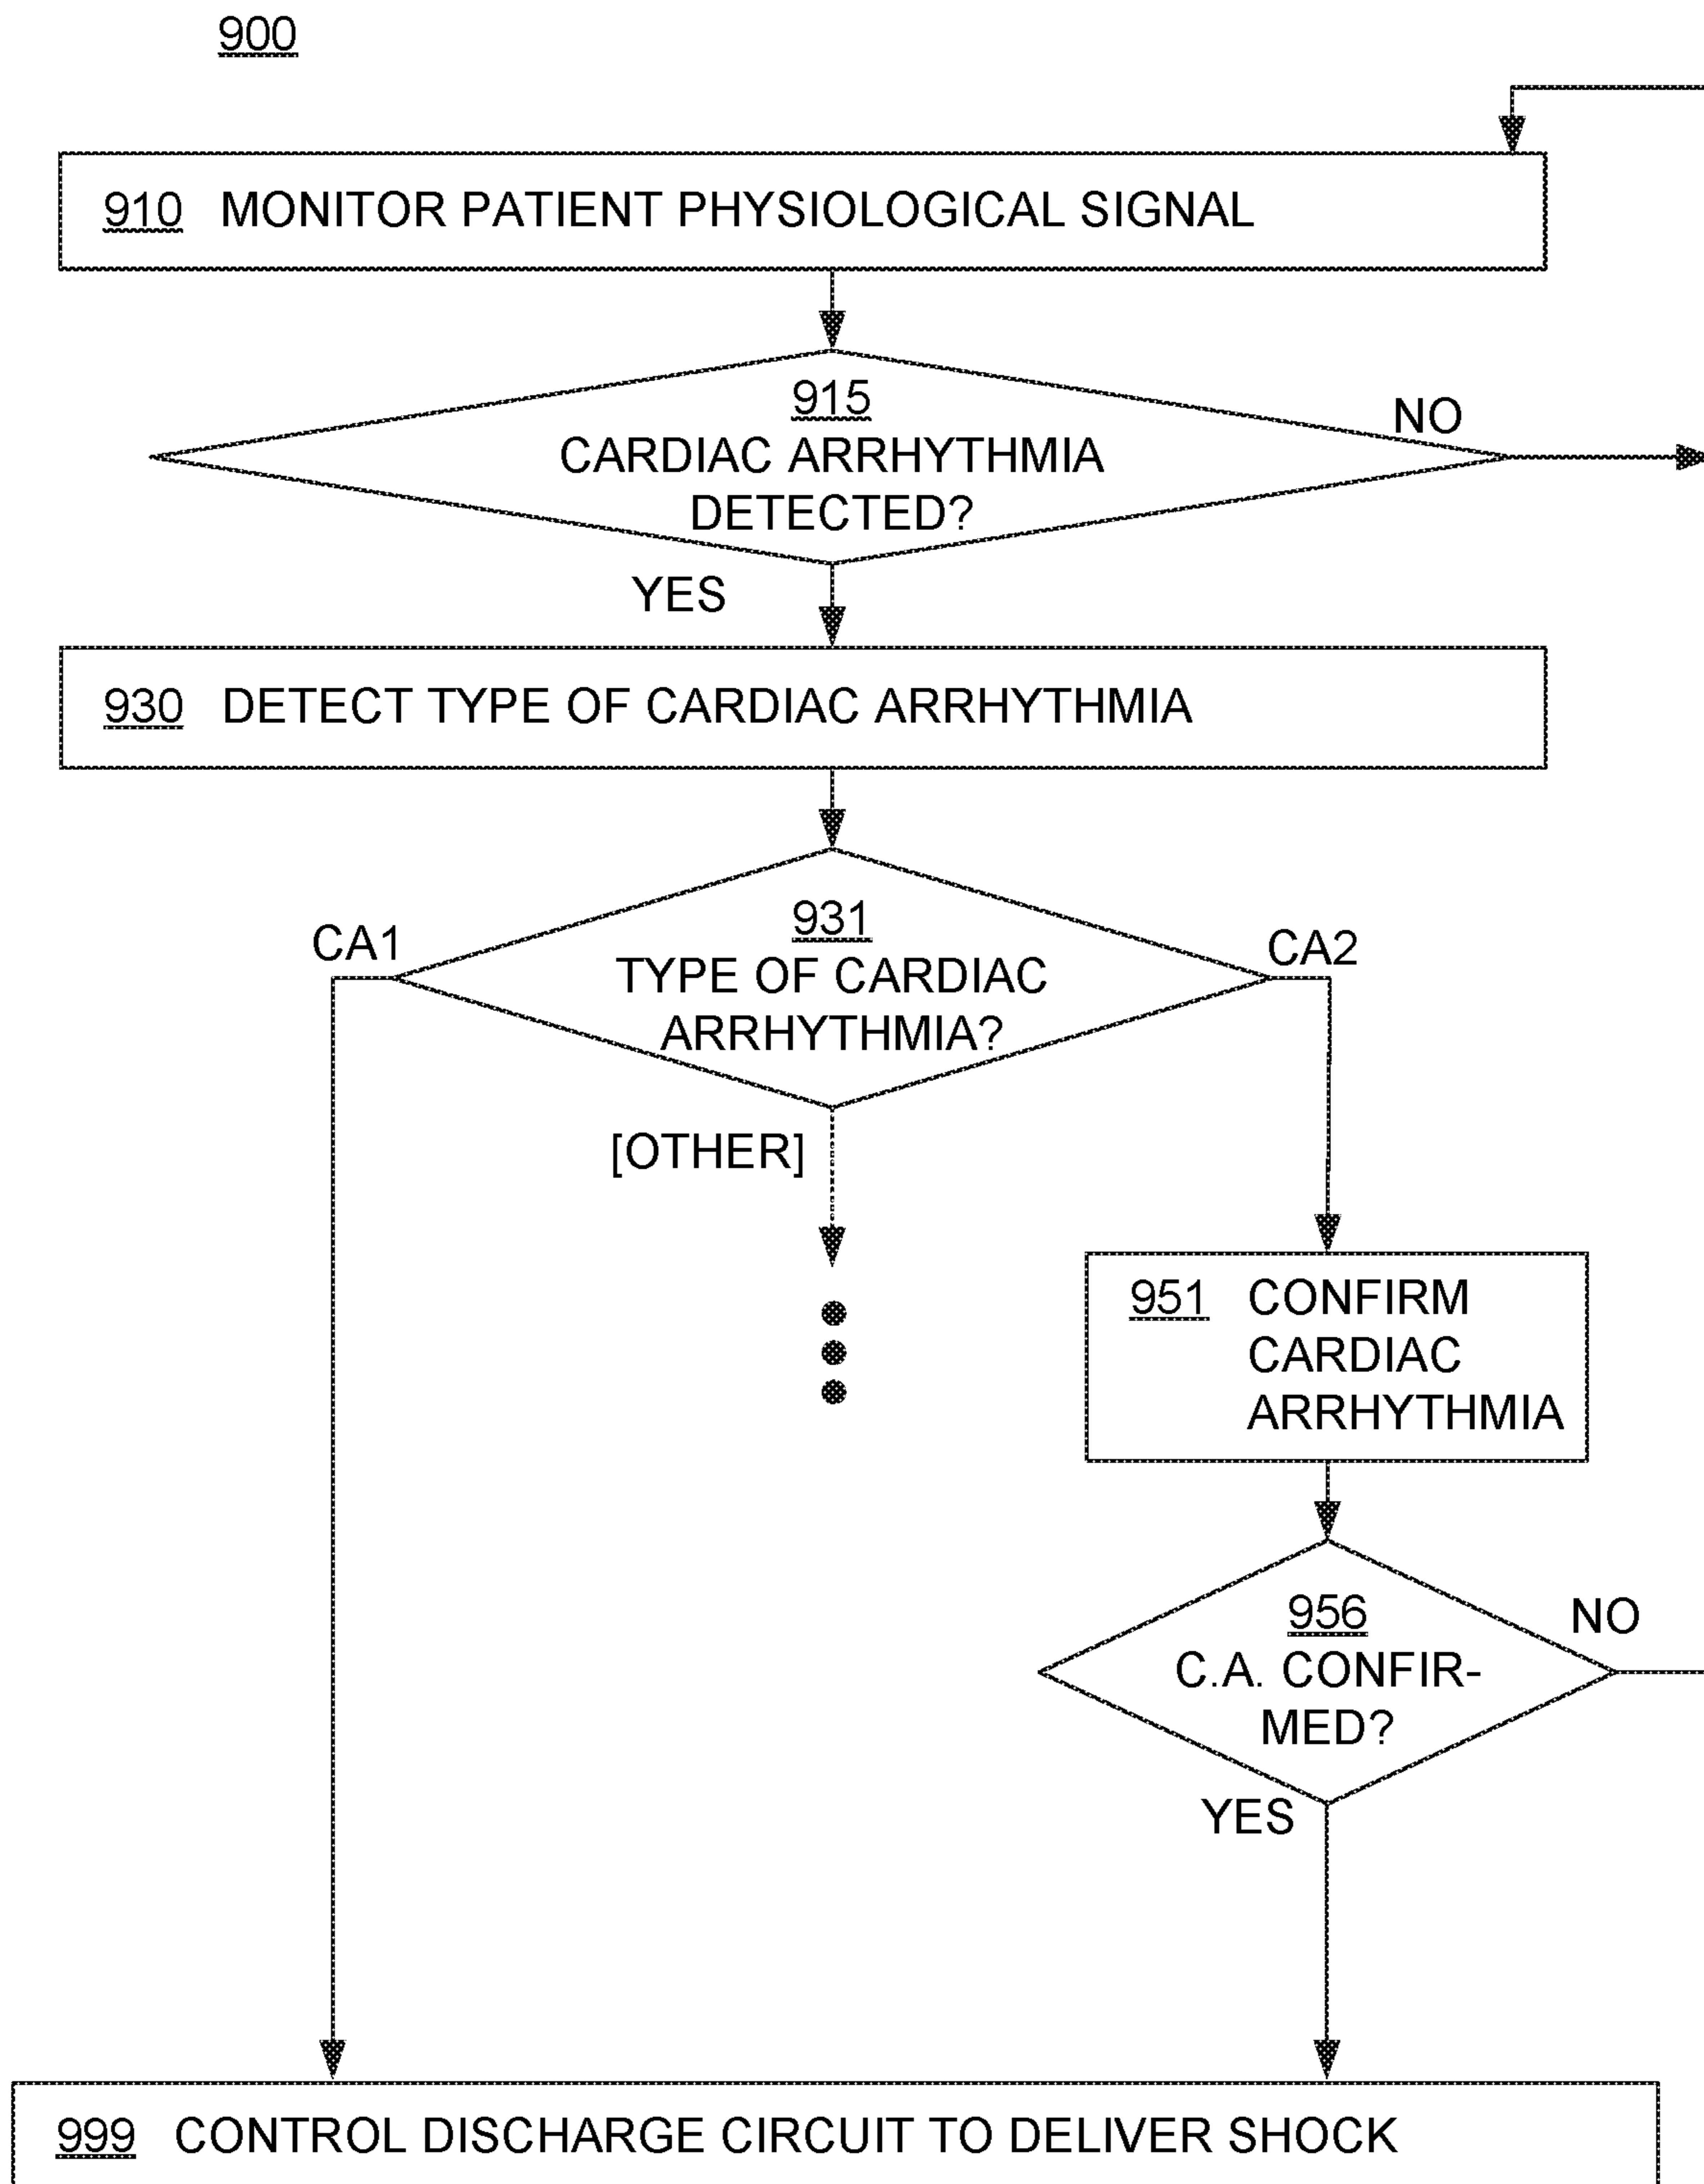 900
910 MONITOR PATIENT PHYSIOLOGICAL SIGNAL
915
CARDIAC ARRHYTHMIA
DETECTED?
NO
YES
930 DETECT TYPE OF CARDIAC ARRHYTHMIA
931
TYPE OF CARDIAC
ARRHYTHMIA?
CA1
CA2
[OTHER]
951 CONFIRM
CARDIAC
ARRHYTHMIA
956
C.A. CONFIR-
MED?
NO
YES
999 CONTROL DISCHARGE CIRCUIT TO DELIVER SHOCK